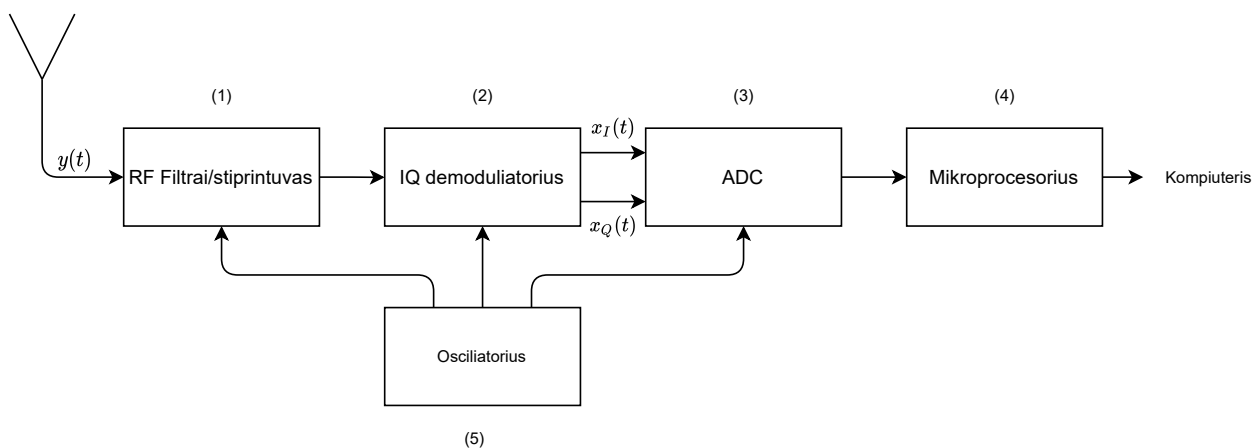 (1)
(2)
(3)
(4)
y(t)
RF Filtrai/stiprintuvas
IQ demoduliatorius
x_I(t)
x_Q(t)
ADC
Mikroprocesorius
Kompiuteris
Osciliatorius
(5)